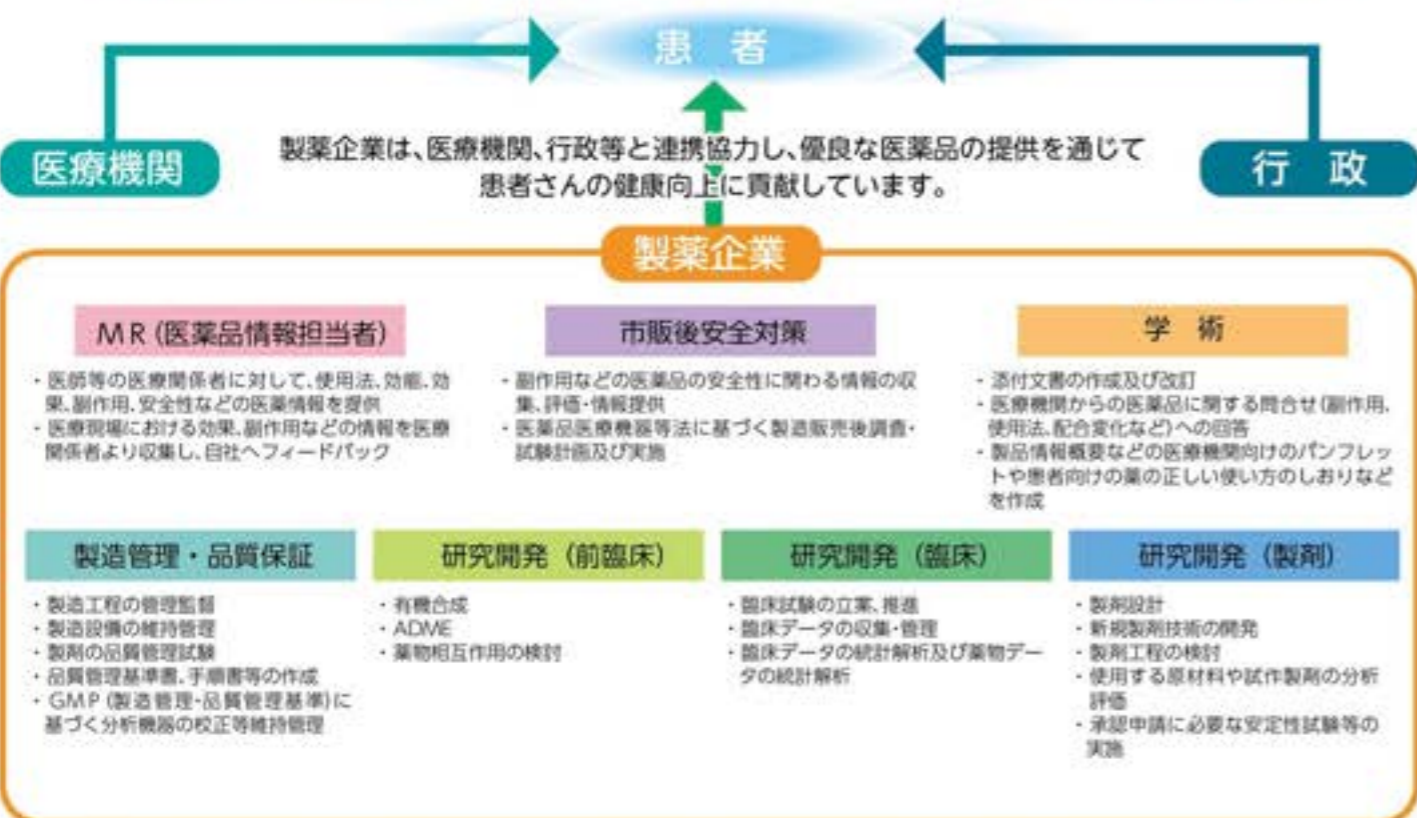 患 者
医療機関
製薬企業は、医療機関、行政等と連携協力し、優良な医薬品の提供を通じて
患者さんの健康向上に貢献しています。
行 政
製薬企業
MR(医薬品情報担当者)
・医師等の医療関係者に対して、使用法、効能、効
果、副作用、安全性などの医薬情報を提供
・医療現場における効果、副作用などの情報を医療
関係者より収集し、自社へフィードバック
市販後安全対策
・副作用などの医薬品の安全性に関わる情報の収
集、評価・情報提供
・医薬品医療機器等法に基づく製造販売後調査・
試験計画及び実施
学 術
・添付文書の作成及び改訂
・医療機関からの医薬品に関する問合せ(副作用、
使用法、配合変化など)への回答
・製品情報概要などの医療機関向けのパンフレッ
トや患者向けの薬の正しい使い方のしおりなど
を作成
製造管理・品質保証
・製造工程の管理監督
・製造設備の維持管理
・製剤の品質管理試験
・品質管理基準書、手順書等の作成
・GMP(製造管理・品質管理基準)に
基づく分析機器の校正等維持管理
研究開発(前臨床)
・有機合成
・ADME
・薬物相互作用の検討
研究開発(臨床)
・臨床試験の立案、推進
・臨床データの収集・管理
・臨床データの統計解析及び薬物デー
タの統計解析
研究開発(製剤)
・製剤設計
・新規製剤技術の開発
・製剤工程の検討
・使用する原材料や試作製剤の分析
評価
・承認申請に必要な安定性試験等の
実施